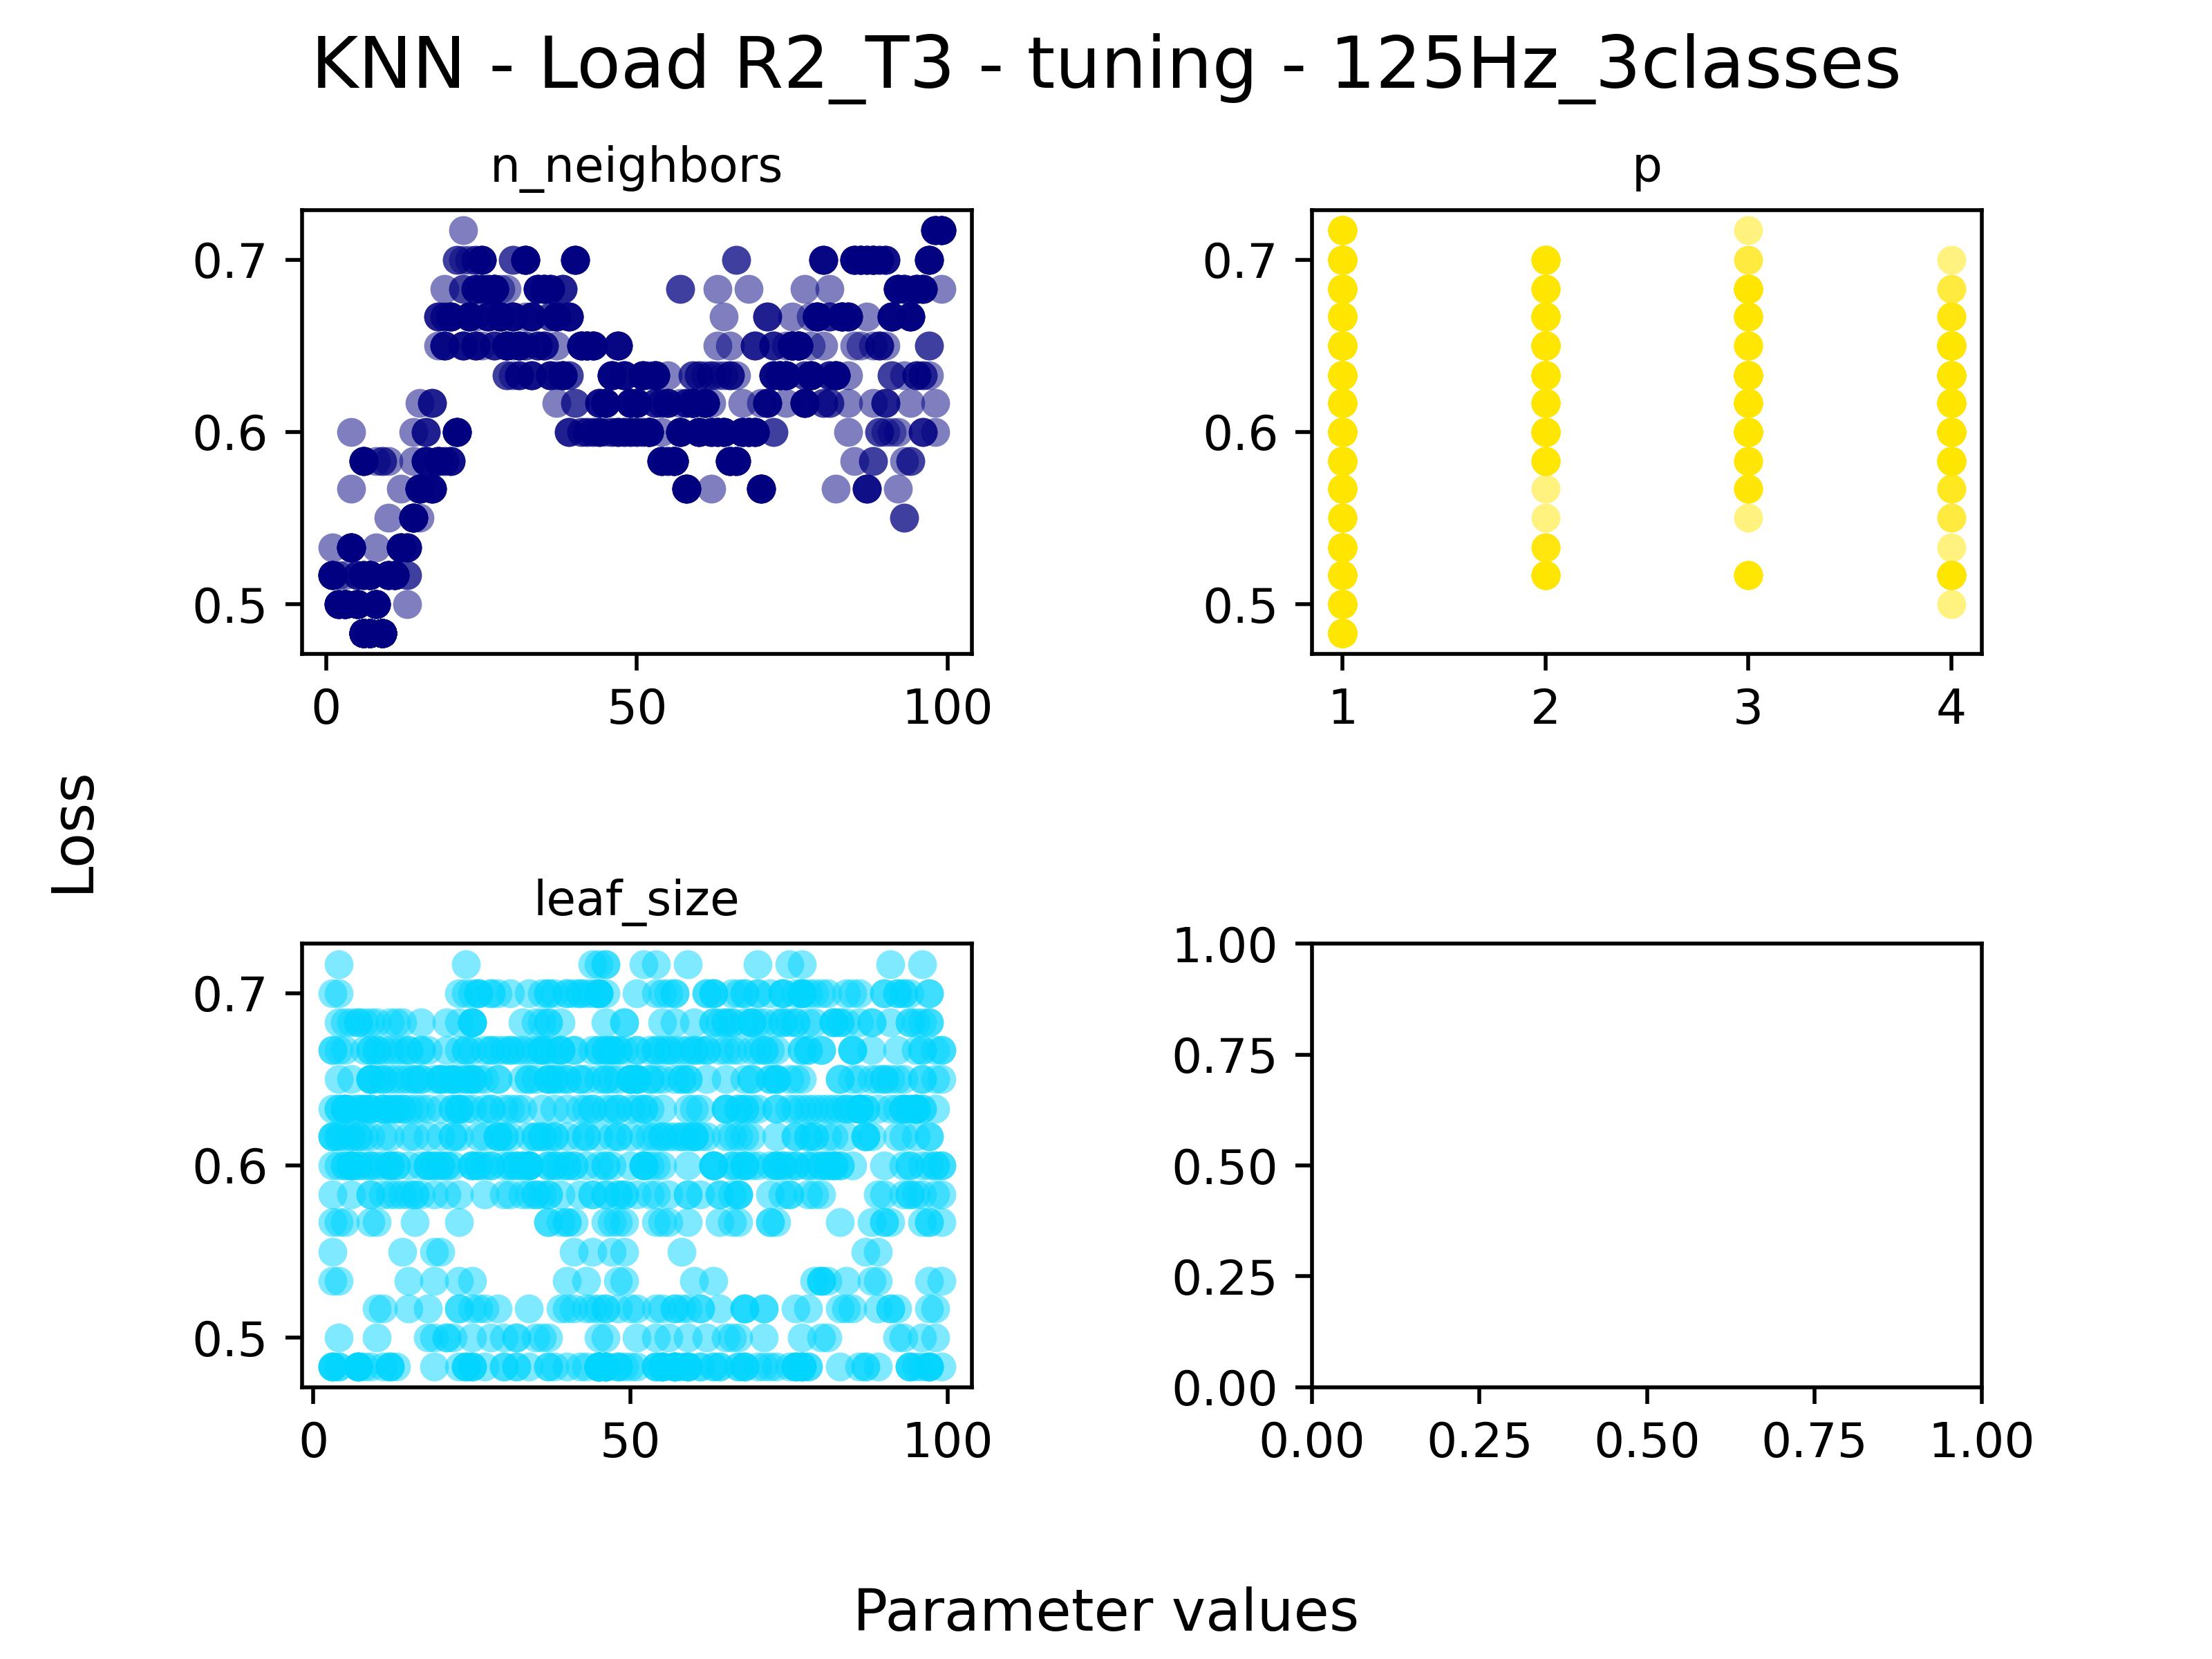 KNN - Load R2_T3 - tuning - 125Hz_3classes
n_neighbors
0.7
0.6
0.5
0 50 100
p
0.7
0.6
0.5
1 2 3 4
Loss
leaf_size
0.7
0.6
0.5
0 50 100
1.00
0.75
0.50
0.25
0.00
0.00 0.25 0.50 0.75 1.00
Parameter values